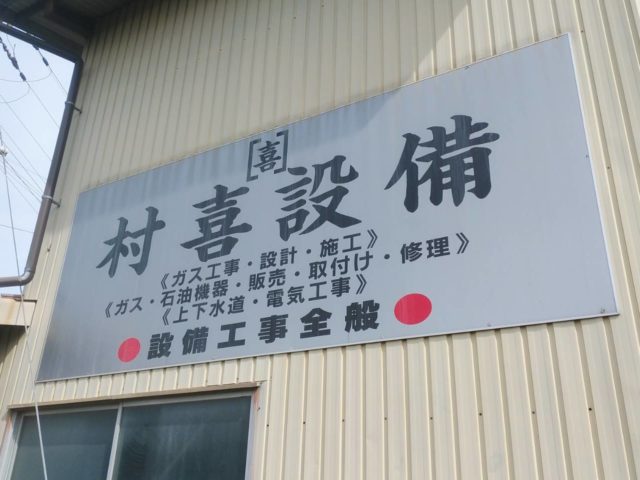 喜
村喜設備
《ガス工事・設計・施工》
《ガス・石油機器・販売・取付け・修理》
《上下水道・電気工事》
●設備工事全般●